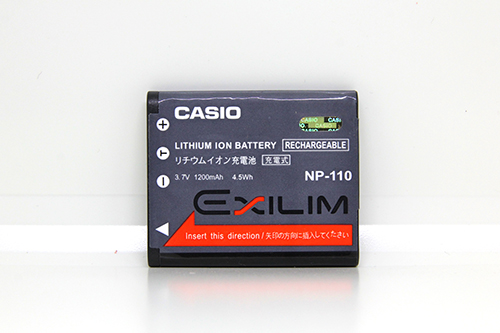 CASIO
LITHIUM ION BATTERY RECHARGEABLE
リチウムイオン充電池 充電式
3.7V 1200mAh 4.5Wh NP-110
+
T
−
EXILIM
Insert this direction/矢印の方向に挿入してください